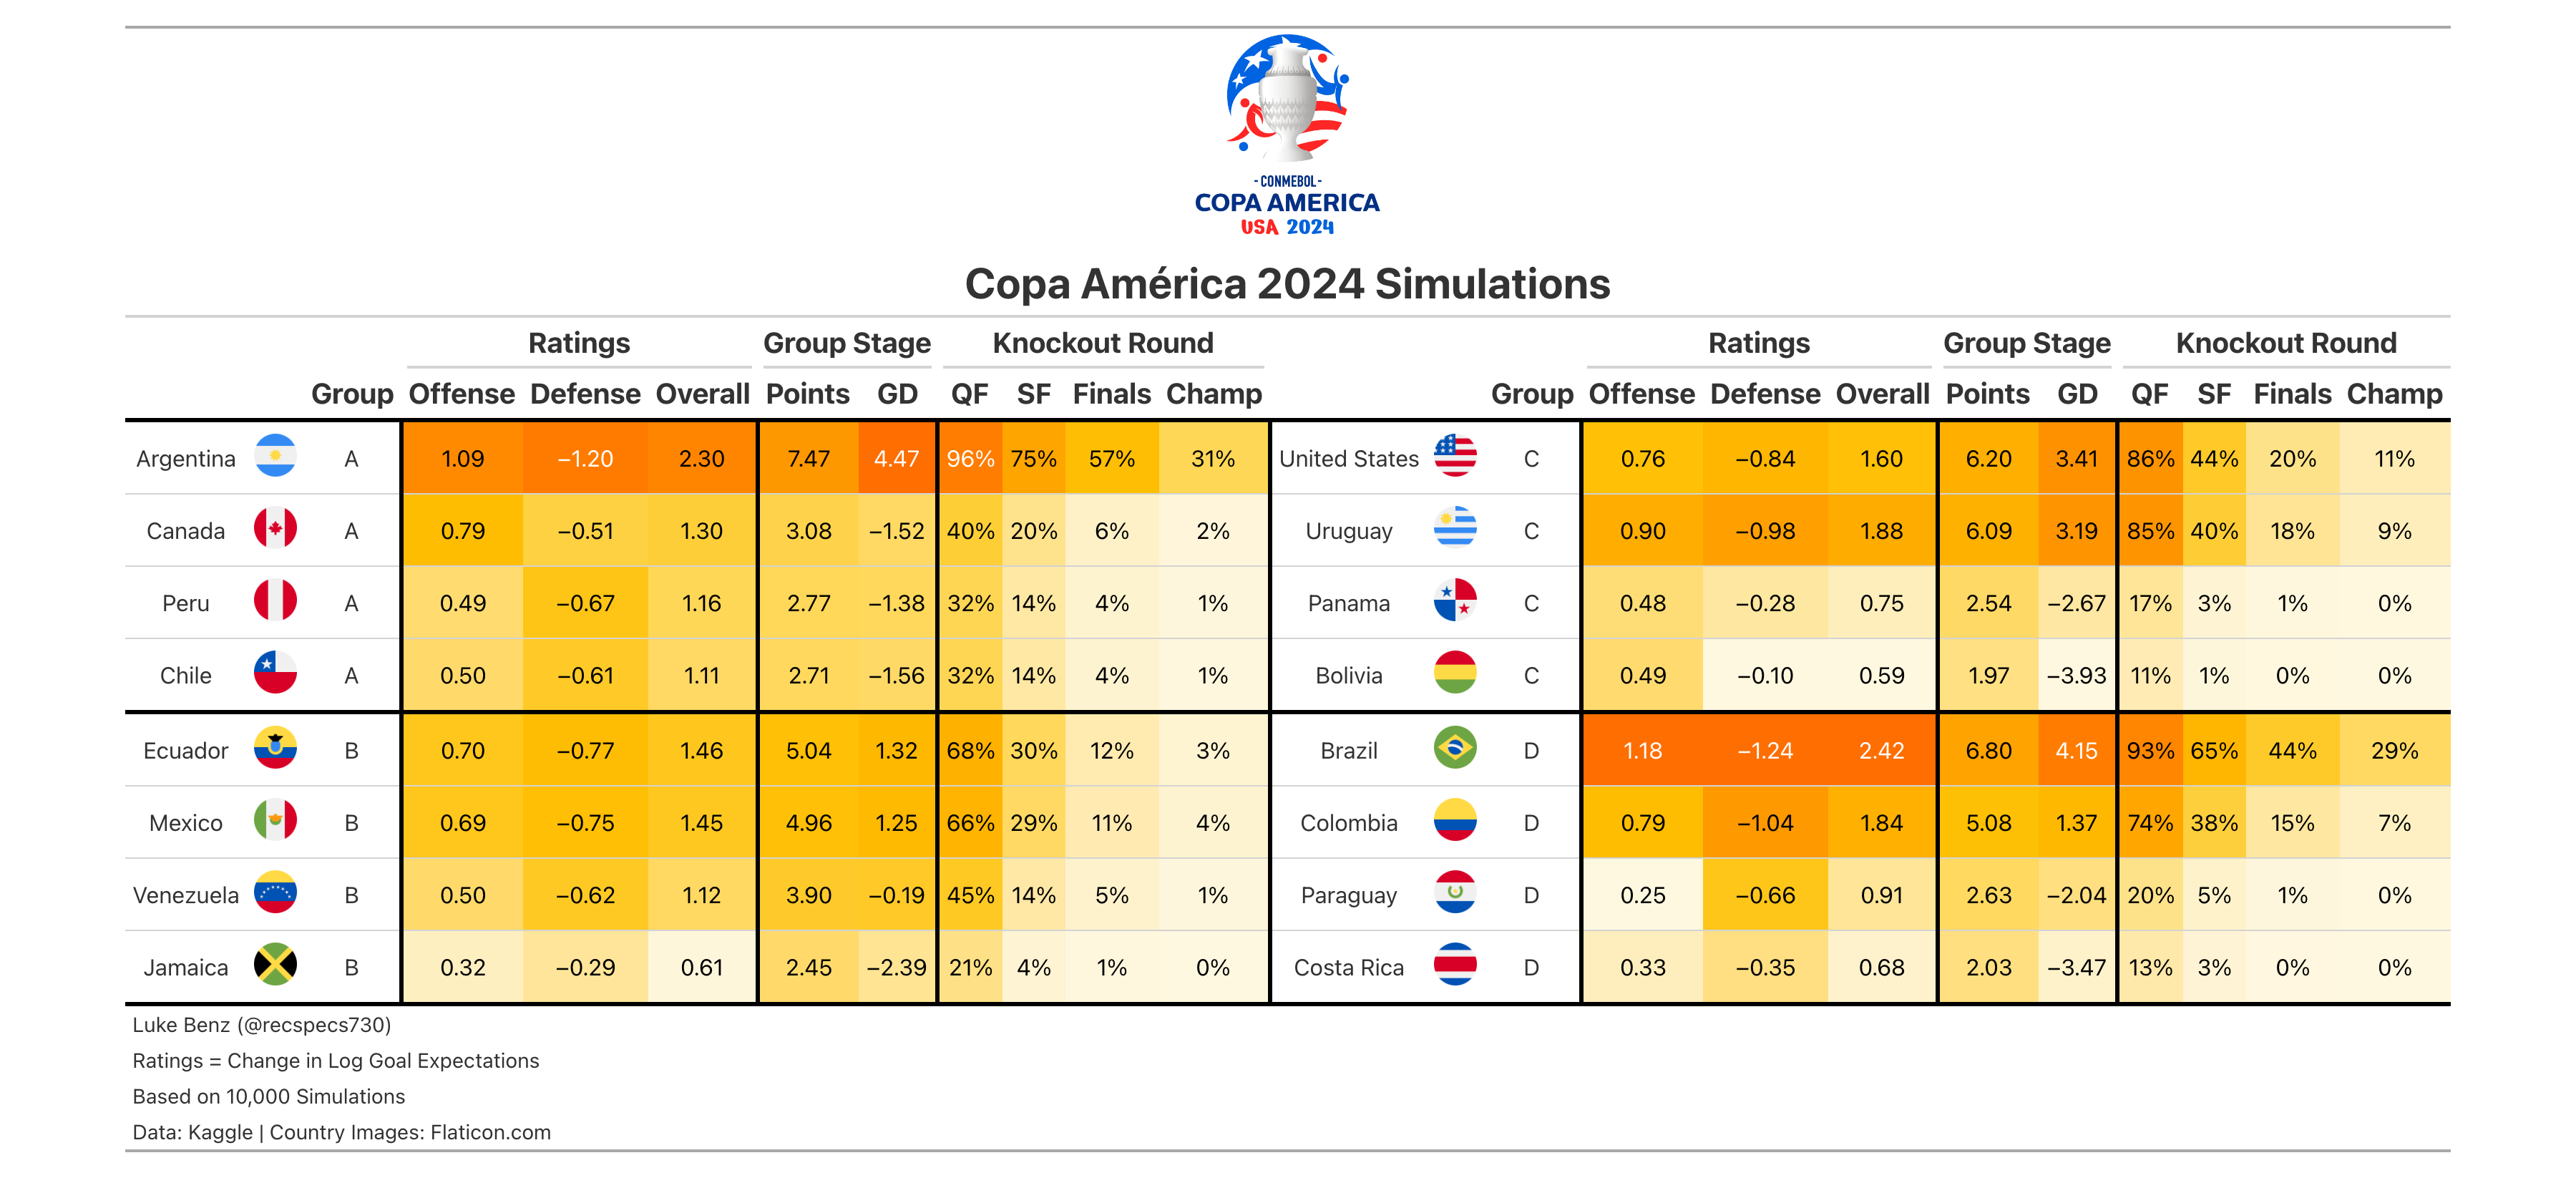 - CONMEBOL -
COPA AMERICA
USA 2024
Copa América 2024 Simulations
Ratings Group Stage Knockout Round Ratings Group Stage Knockout Round
Group Offense Defense Overall Points GD QF SF Finals Champ Group Offense Defense Overall Points GD QF SF Finals Champ
Argentina A 1.09 −1.20 2.30 7.47 4.47 96% 75% 57% 31% United States C 0.76 −0.84 1.60 6.20 3.41 86% 44% 20% 11%
Canada A 0.79 −0.51 1.30 3.08 −1.52 40% 20% 6% 2% Uruguay C 0.90 −0.98 1.88 6.09 3.19 85% 40% 18% 9%
Peru A 0.49 −0.67 1.16 2.77 −1.38 32% 14% 4% 1% Panama C 0.48 −0.28 0.75 2.54 −2.67 17% 3% 1% 0%
Chile A 0.50 −0.61 1.11 2.71 −1.56 32% 14% 4% 1% Bolivia C 0.49 −0.10 0.59 1.97 −3.93 11% 1% 0% 0%
Ecuador B 0.70 −0.77 1.46 5.04 1.32 68% 30% 12% 3% Brazil D 1.18 −1.24 2.42 6.80 4.15 93% 65% 44% 29%
Mexico B 0.69 −0.75 1.45 4.96 1.25 66% 29% 11% 4% Colombia D 0.79 −1.04 1.84 5.08 1.37 74% 38% 15% 7%
Venezuela B 0.50 −0.62 1.12 3.90 −0.19 45% 14% 5% 1% Paraguay D 0.25 −0.66 0.91 2.63 −2.04 20% 5% 1% 0%
Jamaica B 0.32 −0.29 0.61 2.45 −2.39 21% 4% 1% 0% Costa Rica D 0.33 −0.35 0.68 2.03 −3.47 13% 3% 0% 0%
Luke Benz (@recspecs730)
Ratings = Change in Log Goal Expectations
Based on 10,000 Simulations
Data: Kaggle | Country Images: Flaticon.com